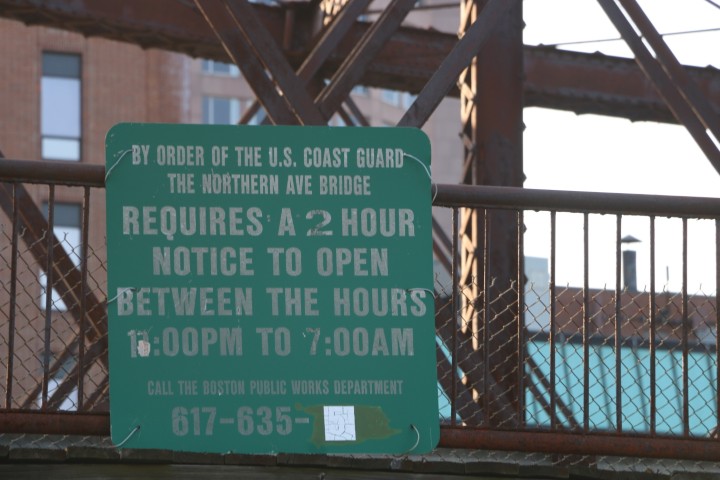 BY ORDER OF THE U.S. COAST GUARD
THE NORTHERN AVE BRIDGE
REQUIRES A 2 HOUR
NOTICE TO OPEN
BETWEEN THE HOURS
11:00PM TO 7:00AM
CALL THE BOSTON PUBLIC WORKS DEPARTMENT
617-635-